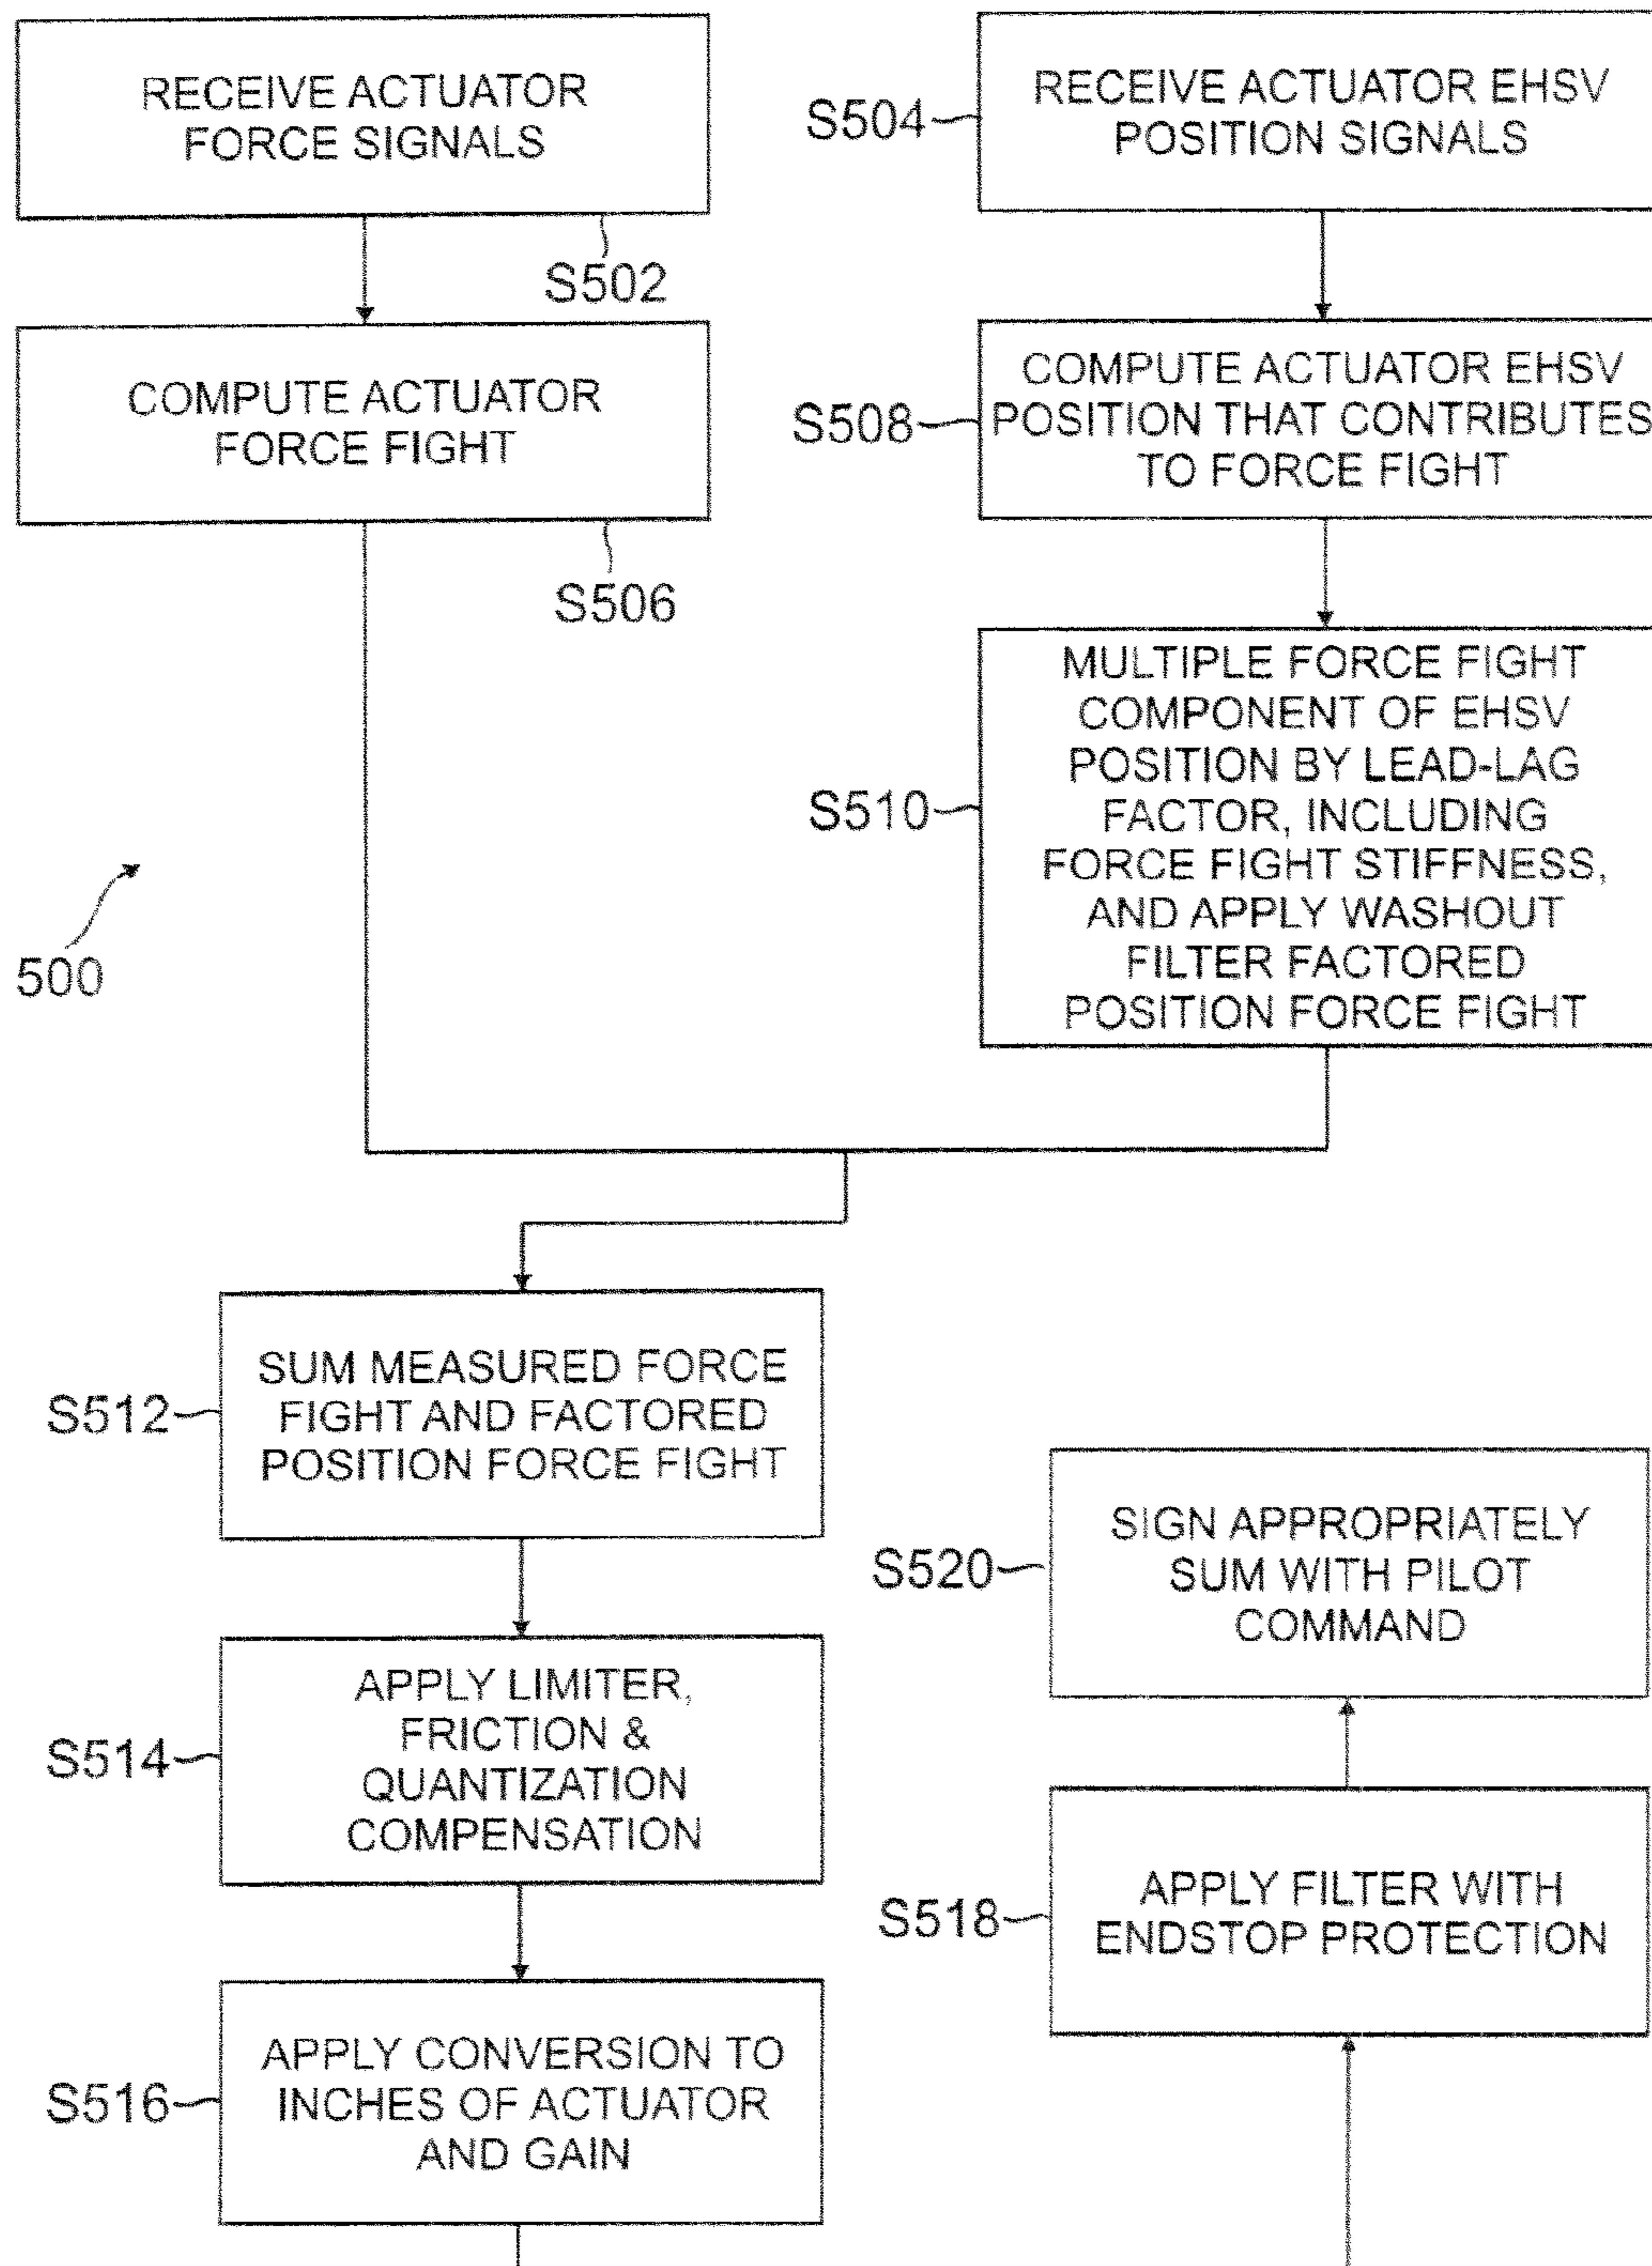 RECEIVE ACTUATOR
FORCE SIGNALS
S502
S504
RECEIVE ACTUATOR EHSV
POSITION SIGNALS
COMPUTE ACTUATOR
FORCE FIGHT
S506
S508
COMPUTE ACTUATOR EHSV
POSITION THAT CONTRIBUTES
TO FORCE FIGHT
S510
MULTIPLE FORCE FIGHT
COMPONENT OF EHSV
POSITION BY LEAD-LAG
FACTOR, INCLUDING
FORCE FIGHT STIFFNESS,
AND APPLY WASHOUT
FILTER FACTORED
POSITION FORCE FIGHT
500
S512
SUM MEASURED FORCE
FIGHT AND FACTORED
POSITION FORCE FIGHT
S514
APPLY LIMITER,
FRICTION &
QUANTIZATION
COMPENSATION
S516
APPLY CONVERSION TO
INCHES OF ACTUATOR
AND GAIN
S518
APPLY FILTER WITH
ENDSTOP PROTECTION
S520
SIGN APPROPRIATELY
SUM WITH PILOT
COMMAND